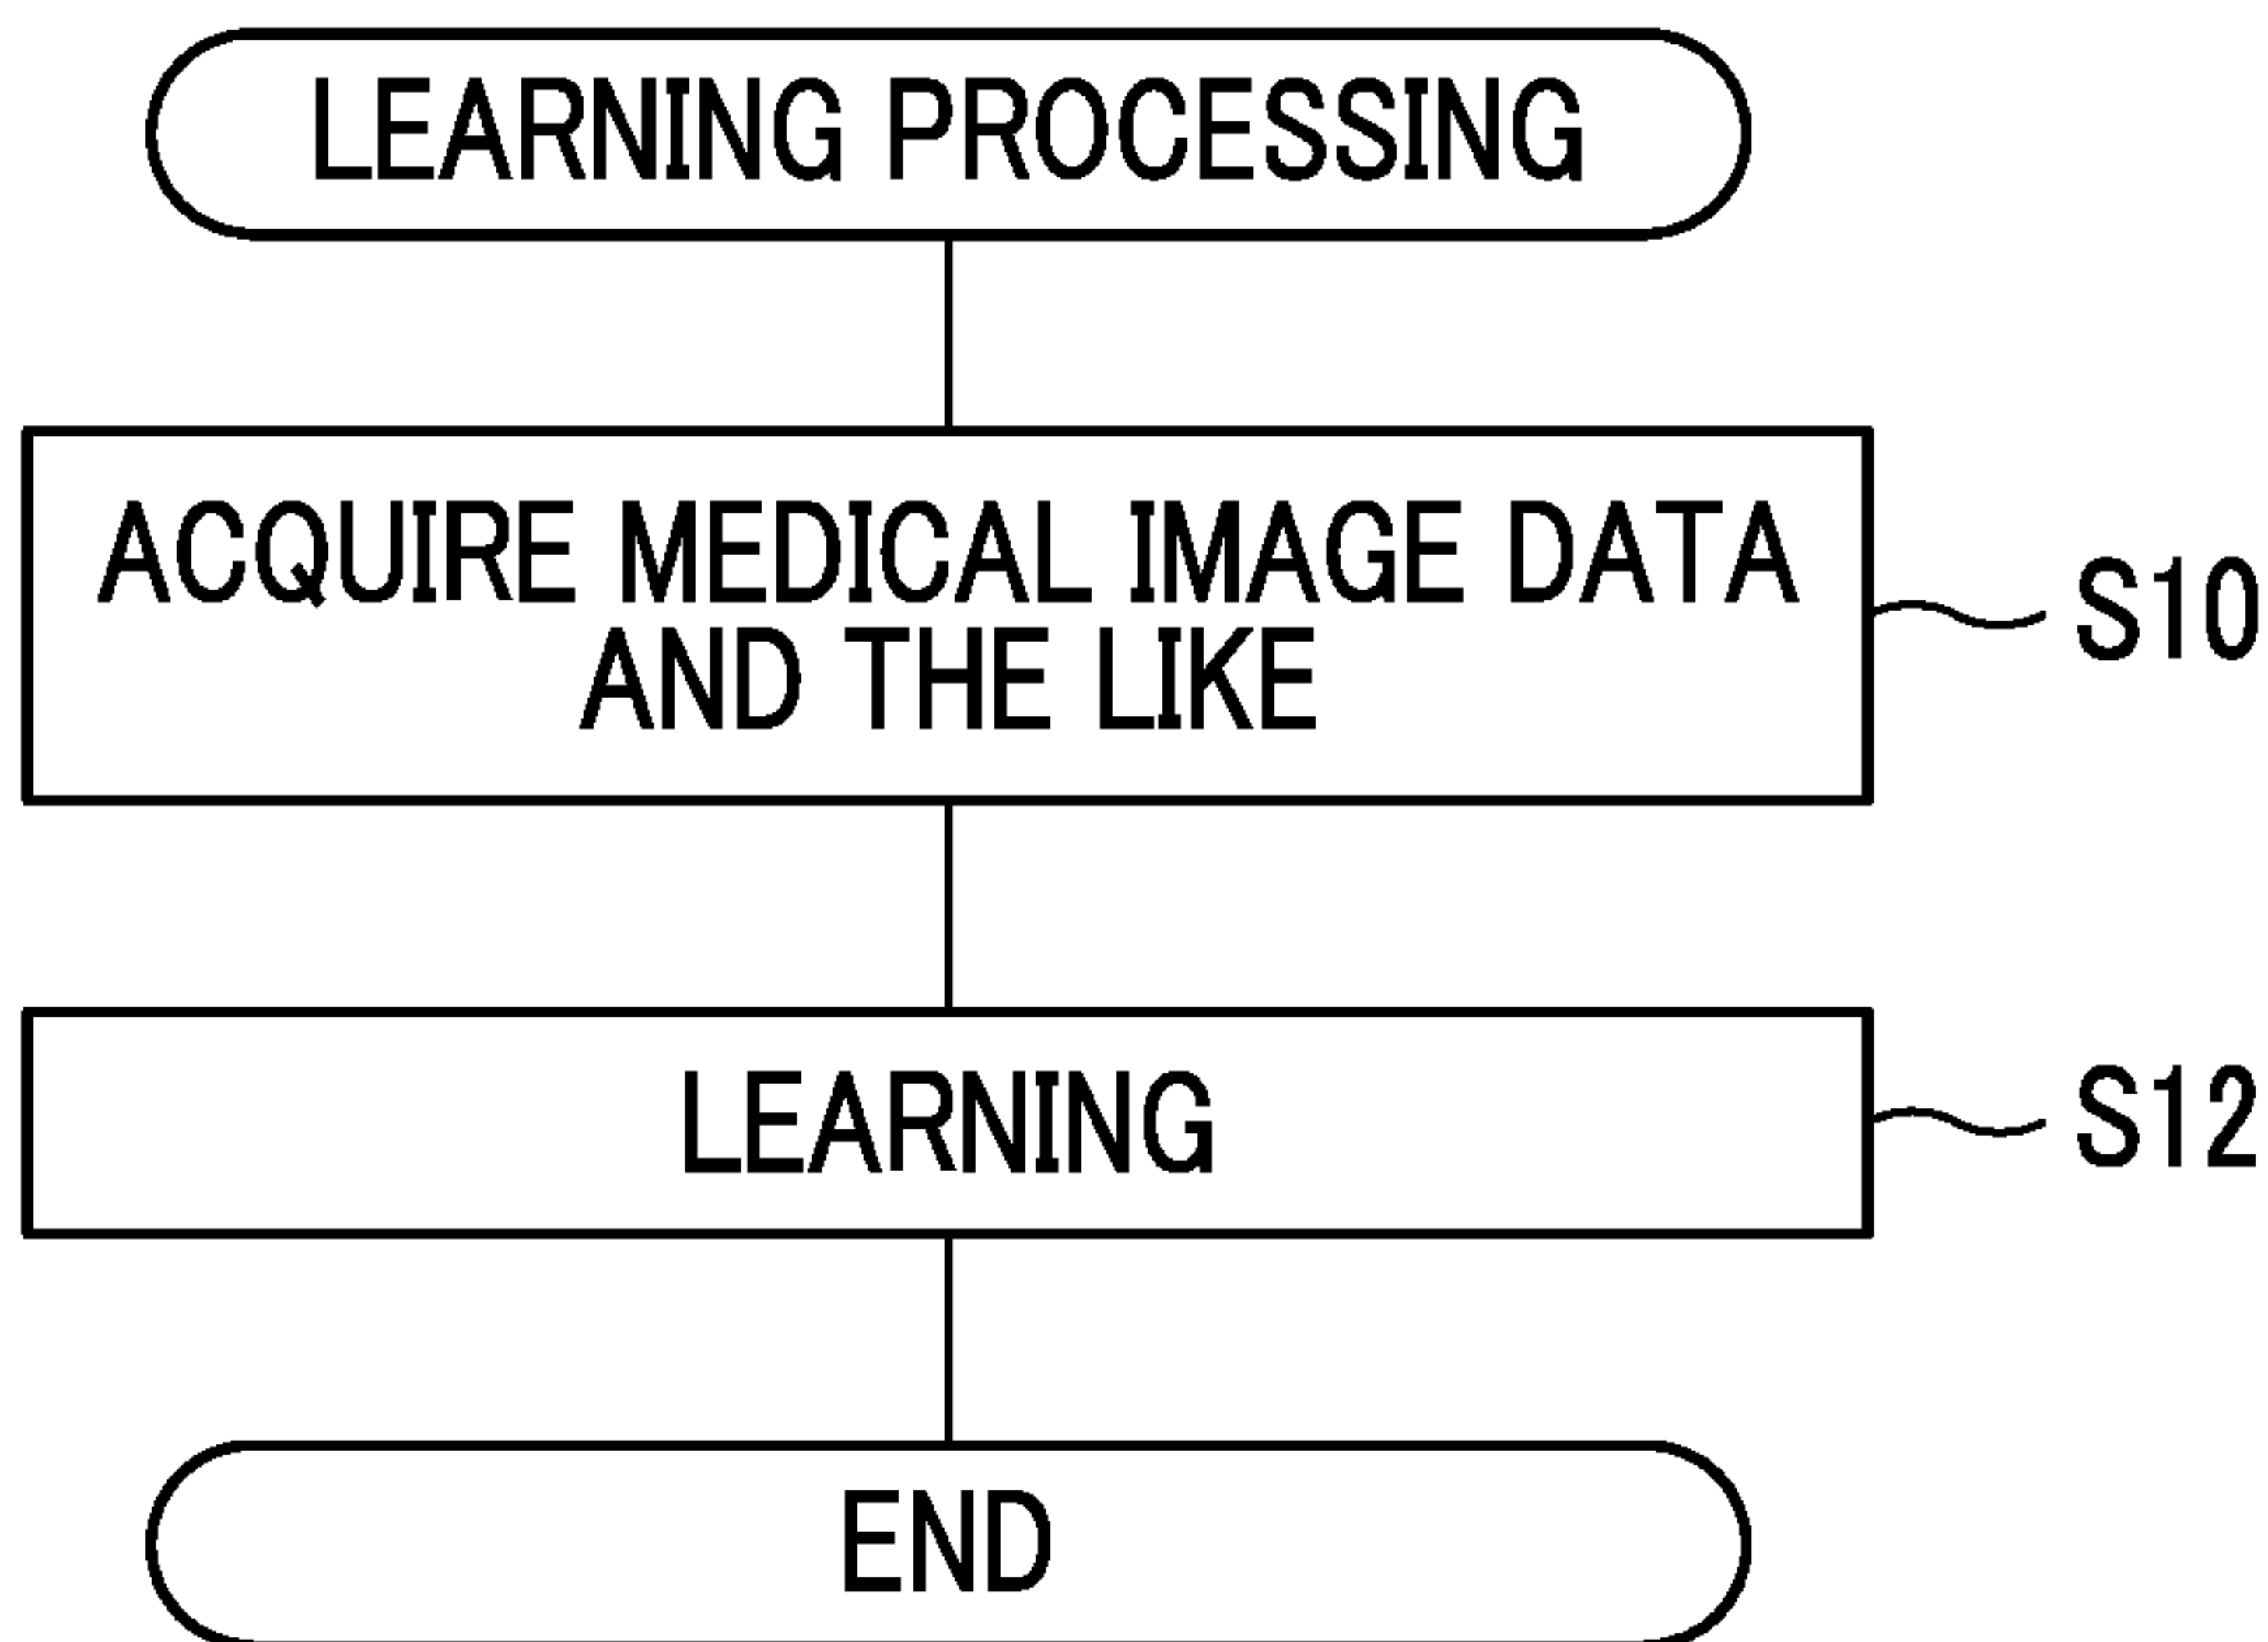 LEARNING PROCESSING
ACQUIRE MEDICAL IMAGE DATA
AND THE LIKE
S10
LEARNING
S12
END